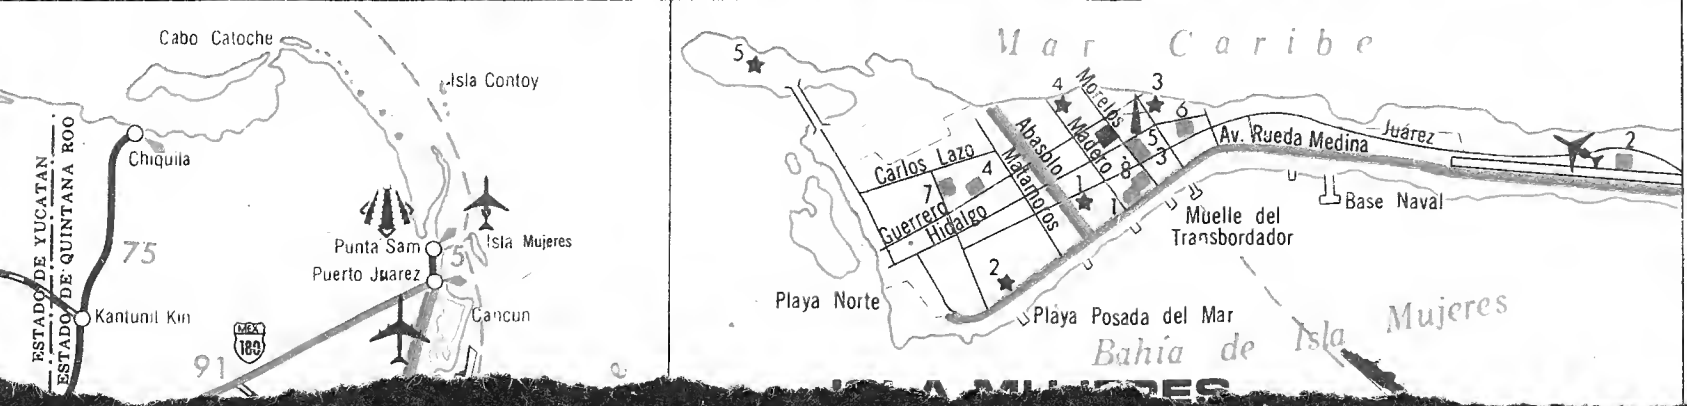 Cabo Catoche
Isla Contoy
Chiquila
ESTADO DE YUCATAN
ESTADO DE QUINTANA ROO
75
Punta Sam
5
Isla Mujeres
Puerto Juarez
Kantunil Kin
Cancun
MEX
180
91
Mar Caribe
5
4
Morelos
3
6
Abasolo
Madero
5
3
8
Av. Rueda Medina
Juárez
2
Carlos Lazo
Matamoros
7
4
1
1
Guerrero
Hidalgo
Muelle del
Transbordador
Base Naval
2
Playa Norte
Playa Posada del Mar
Bahía de Isla Mujeres
ISLA MUJERES